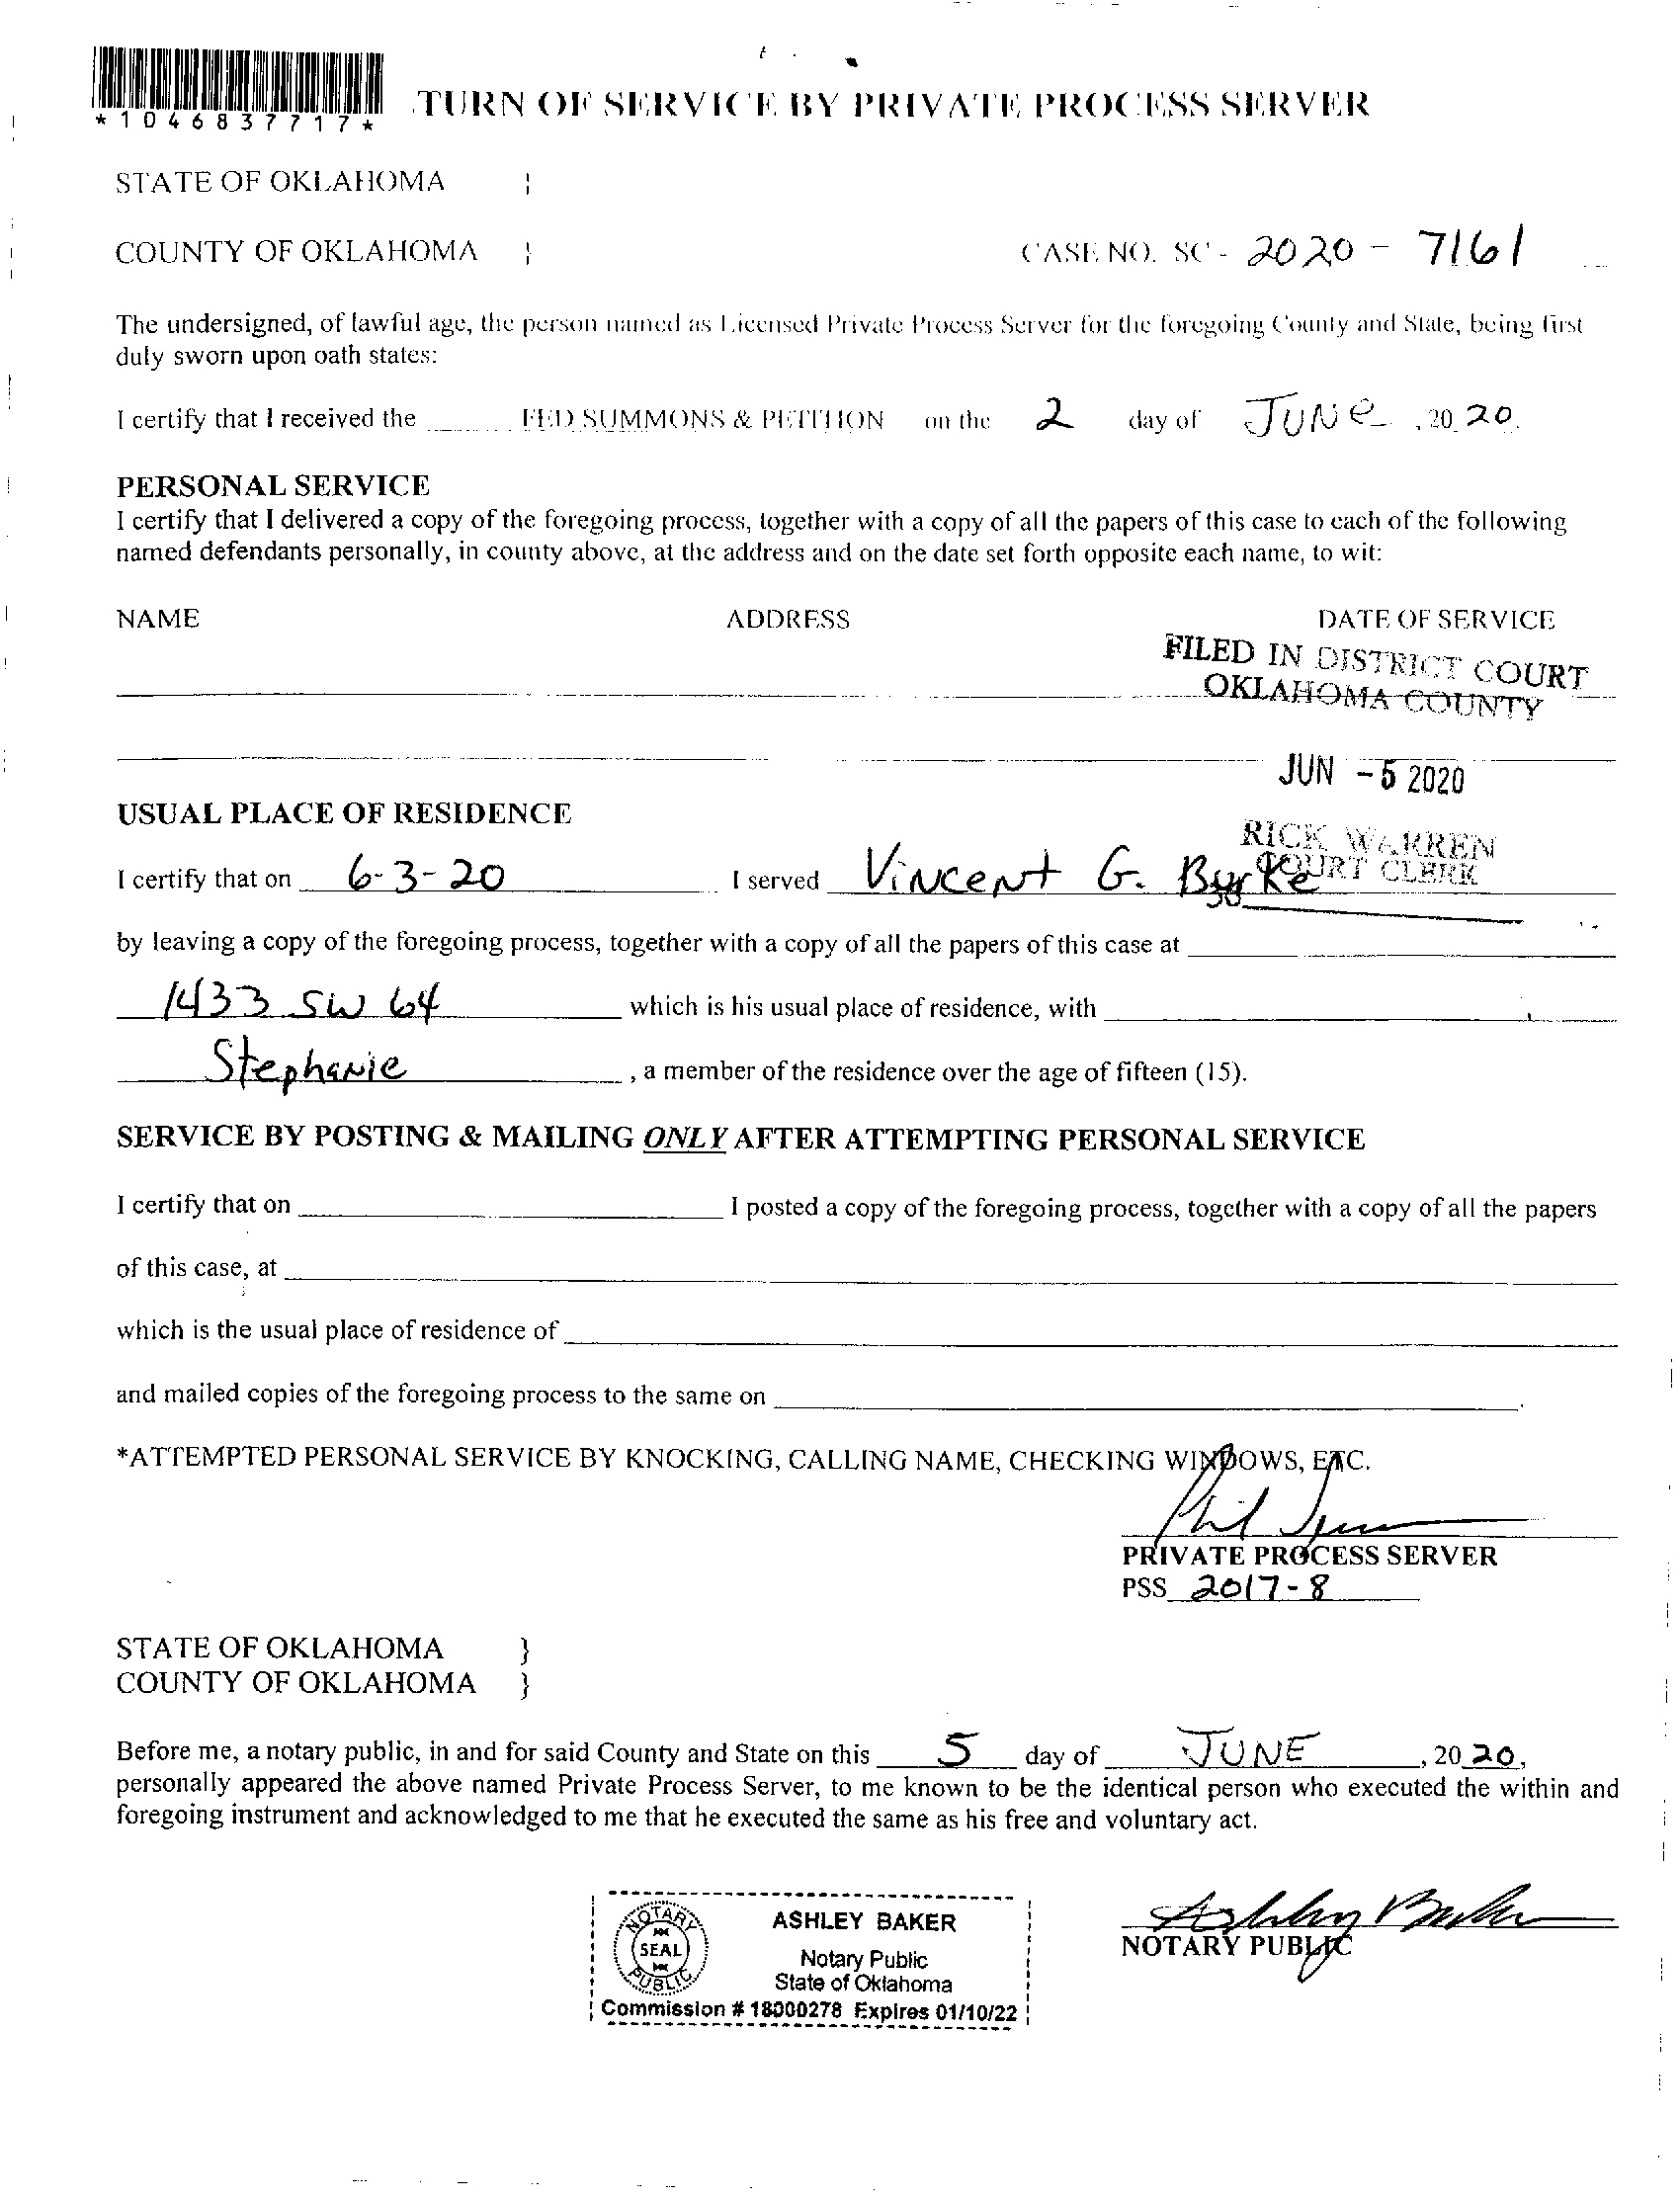 *1046837717*
TURN OF SERVICE BY PRIVATE PROCESS SERVER
STATE OF OKLAHOMA }
COUNTY OF OKLAHOMA } CASE NO. SC - 2020 - 7161
The undersigned, of lawful age, the person named as Licensed Private Process Server for the foregoing County and State, being first
duly sworn upon oath states:
I certify that I received the FED SUMMONS & PETITION on the 2 day of JUNe, 20 20.
PERSONAL SERVICE
I certify that I delivered a copy of the foregoing process, together with a copy of all the papers of this case to each of the following
named defendants personally, in county above, at the address and on the date set forth opposite each name, to wit:
NAME ADDRESS DATE OF SERVICE
FILED IN DISTRICT COURT
OKLAHOMA COUNTY
JUN - 5 2020
USUAL PLACE OF RESIDENCE
RICK WARREN
COURT CLERK
I certify that on 6-3-20 I served Vincent G. Byrke
by leaving a copy of the foregoing process, together with a copy of all the papers of this case at
1433 SW 64 which is his usual place of residence, with
Stephanie, a member of the residence over the age of fifteen (15).
SERVICE BY POSTING & MAILING ONLY AFTER ATTEMPTING PERSONAL SERVICE
I certify that on I posted a copy of the foregoing process, together with a copy of all the papers
of this case, at
which is the usual place of residence of
and mailed copies of the foregoing process to the same on .
*ATTEMPTED PERSONAL SERVICE BY KNOCKING, CALLING NAME, CHECKING WINDOWS, ETC.
Phil
PRIVATE PROCESS SERVER
PSS 2017-8
STATE OF OKLAHOMA }
COUNTY OF OKLAHOMA }
Before me, a notary public, in and for said County and State on this 5 day of JUNE, 20 20,
personally appeared the above named Private Process Server, to me known to be the identical person who executed the within and
foregoing instrument and acknowledged to me that he executed the same as his free and voluntary act.
Ashley Baker
NOTARY PUBLIC
NOTARY SEAL PUBLIC
ASHLEY BAKER
Notary Public
State of Oklahoma
Commission # 18000278 Expires 01/10/22